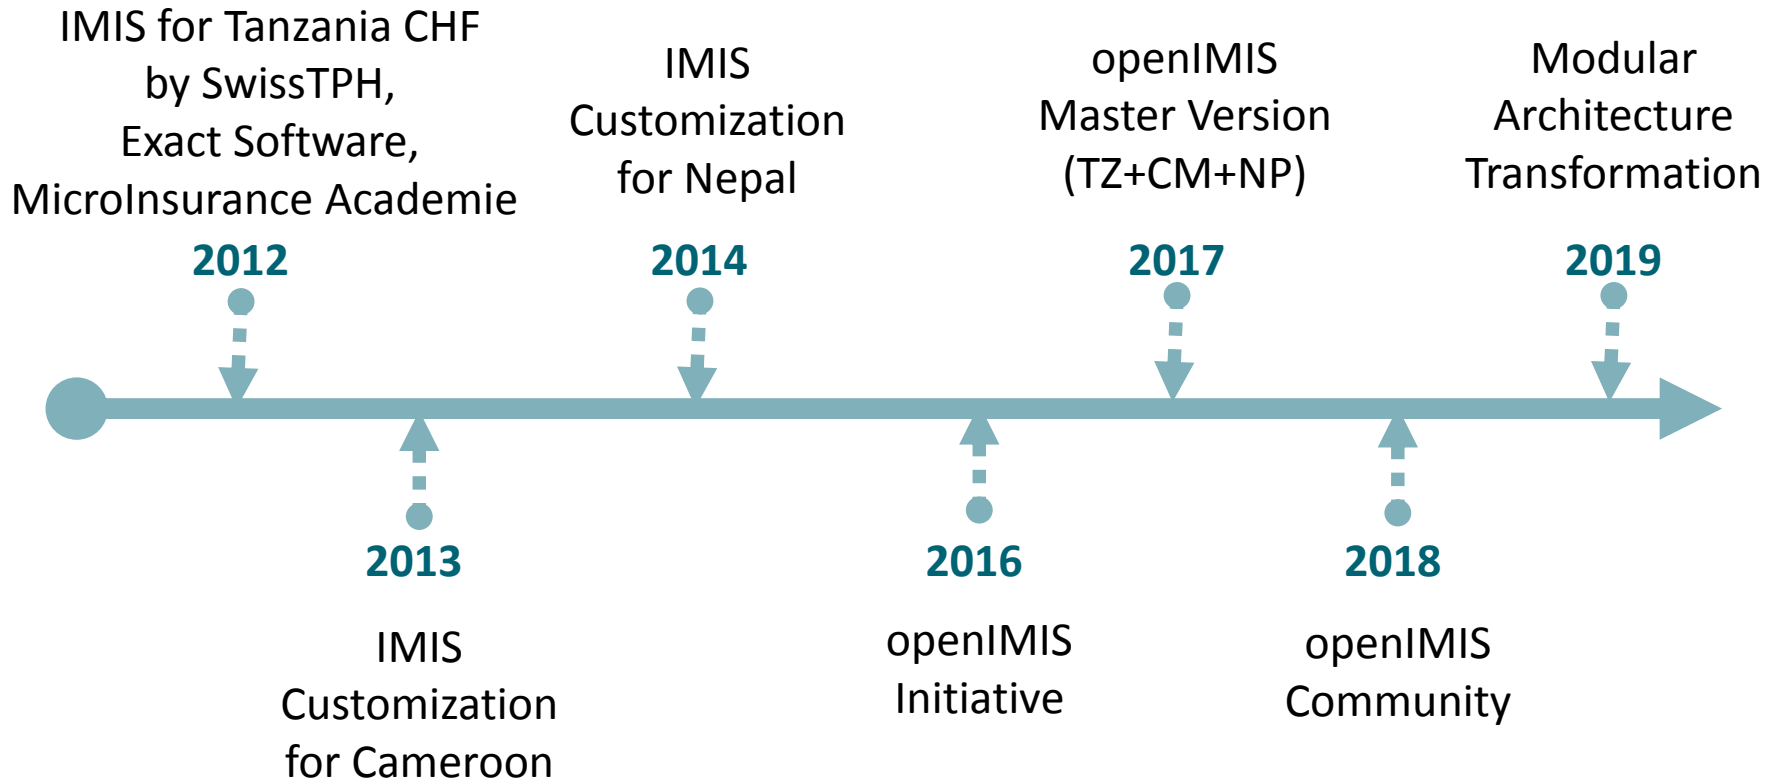 IMIS for Tanzania CHF
by SwissTPH,
Exact Software,
MicroInsurance Academie
2012
IMIS
Customization
for Nepal
2014
openIMIS
Master Version
(TZ+CM+NP)
2017
Modular
Architecture
Transformation
2019
2013
IMIS
Customization
for Cameroon
2016
openIMIS
Initiative
2018
openIMIS
Community